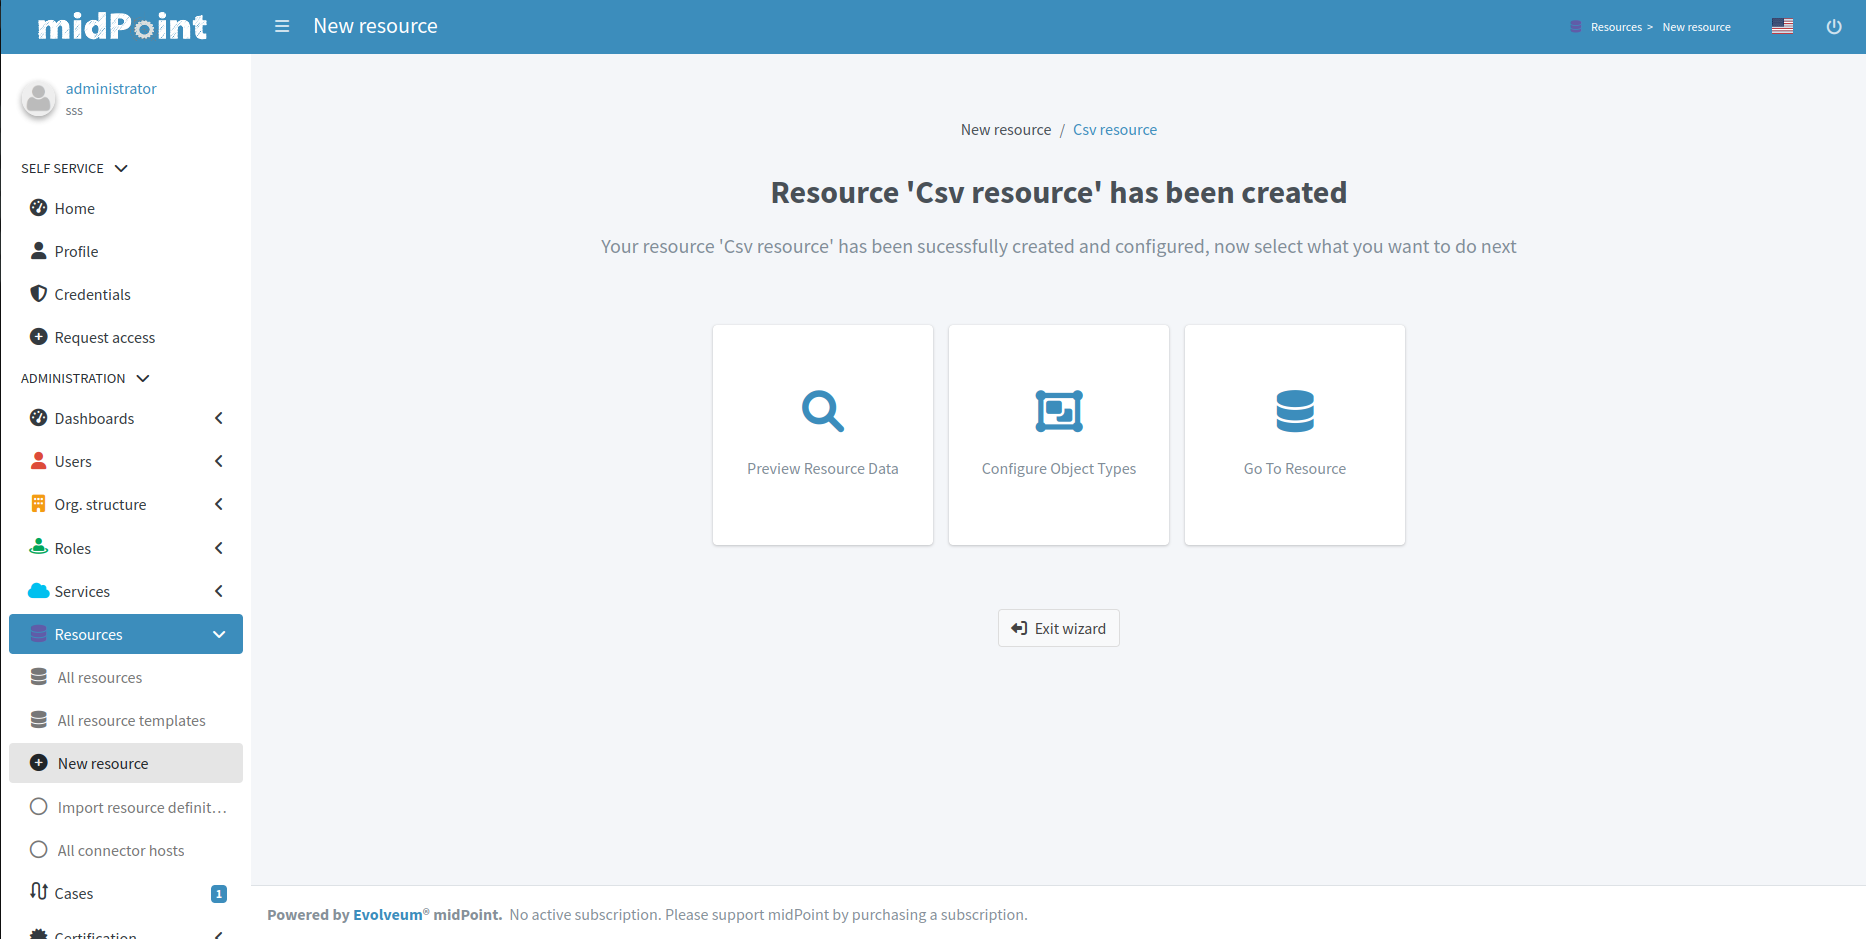 midPoint
New resource
Resources > New resource
administrator
sss
SELF SERVICE
Home
Profile
Credentials
Request access
ADMINISTRATION
Dashboards
Users
Org. structure
Roles
Services
Resources
All resources
All resource templates
New resource
Import resource definit...
All connector hosts
Cases 1
Certification
New resource / Csv resource
Resource 'Csv resource' has been created
Your resource 'Csv resource' has been sucessfully created and configured, now select what you want to do next
Preview Resource Data
Configure Object Types
Go To Resource
Exit wizard
Powered by Evolveum® midPoint. No active subscription. Please support midPoint by purchasing a subscription.